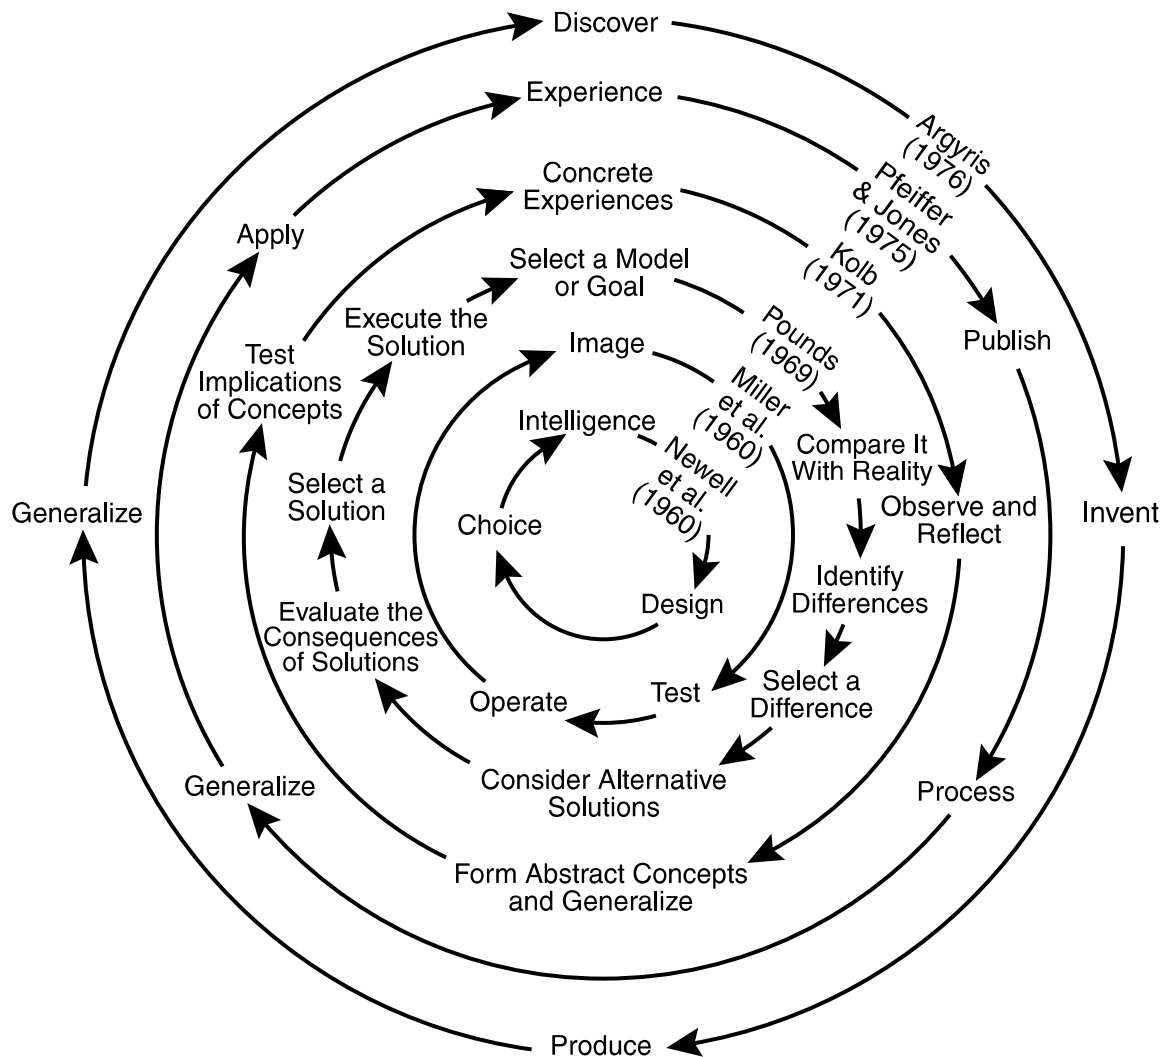 Discover
Experience
Argyris
(1976)
Concrete
Experiences
Pfeiffer
& Jones
(1975)
Apply
Kolb
(1971)
Select a Model
or Goal
Execute the
Solution
Pounds
(1969)
Publish
Image
Test
Implications
of Concepts
Miller
et al.
(1960)
Intelligence
Compare It
With Reality
Newell
et al.
(1960)
Select a
Solution
Generalize
Choice
Observe and
Reflect
Invent
Identify
Differences
Design
Evaluate the
Consequences
of Solutions
Operate
Test
Select a
Difference
Generalize
Consider Alternative
Solutions
Process
Form Abstract Concepts
and Generalize
Produce